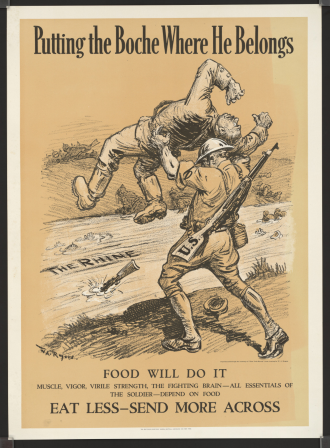 Putting the Boche Where He Belongs
THE RHINE
U.S.
FOOD WILL DO IT
MUSCLE, VIGOR, VIRILE STRENGTH, THE FIGHTING BRAIN—ALL ESSENTIALS OF
THE SOLDIER—DEPEND ON FOOD
EAT LESS—SEND MORE ACROSS